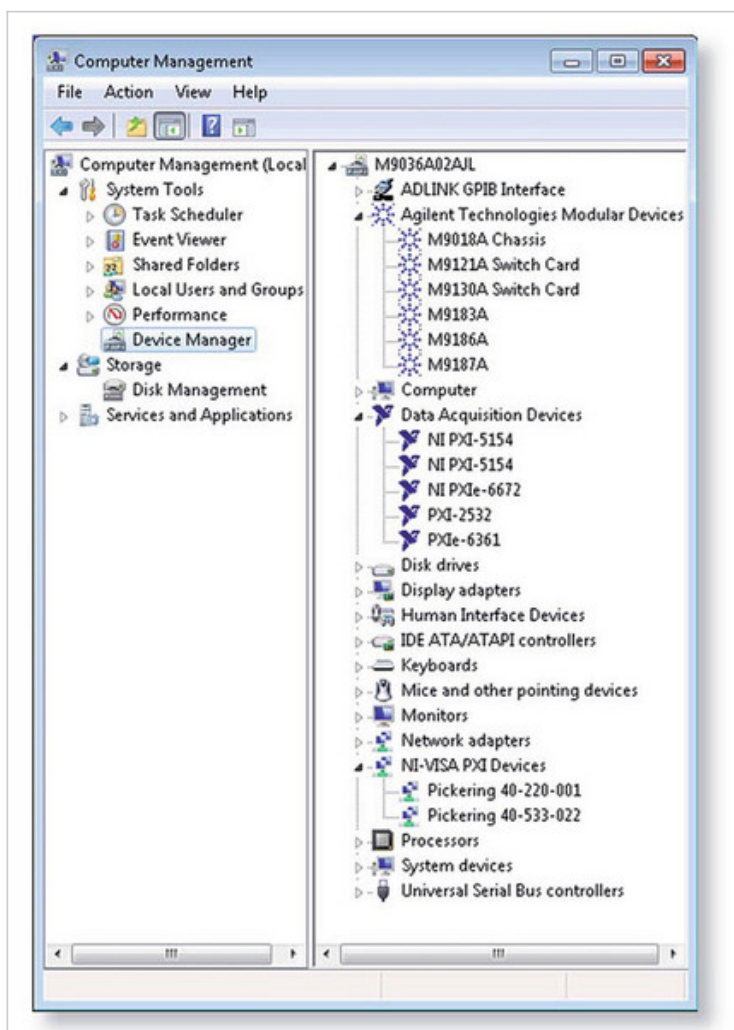 Computer Management
File Action View Help
Computer Management (Local
System Tools
Task Scheduler
Event Viewer
Shared Folders
Local Users and Groups
Performance
Device Manager
Storage
Disk Management
Services and Applications
M9036A02AJL
ADLINK GPIB Interface
Agilent Technologies Modular Devices
M9018A Chassis
M9121A Switch Card
M9130A Switch Card
M9183A
M9186A
M9187A
Computer
Data Acquisition Devices
NI PXI-5154
NI PXI-5154
NI PXIe-6672
PXI-2532
PXIe-6361
Disk drives
Display adapters
Human Interface Devices
IDE ATA/ATAPI controllers
Keyboards
Mice and other pointing devices
Monitors
Network adapters
NI-VISA PXI Devices
Pickering 40-220-001
Pickering 40-533-022
Processors
System devices
Universal Serial Bus controllers